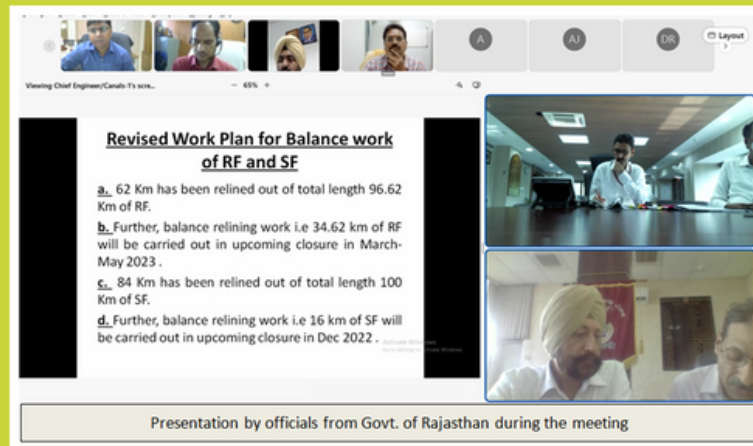 A
AJ
DR
Layout
Viewing Chief Engineer/Canals-1's scre...
65%
Revised Work Plan for Balance work
of RF and SF
a. 62 Km has been relined out of total length 96.62
Km of RF.
b. Further, balance relining work i.e 34.62 km of RF
will be carried out in upcoming closure in March-
May 2023 .
c. 84 Km has been relined out of total length 100
Km of SF.
d. Further, balance relining work i.e 16 km of SF will
be carried out in upcoming closure in Dec 2022 .
Presentation by officials from Govt. of Rajasthan during the meeting